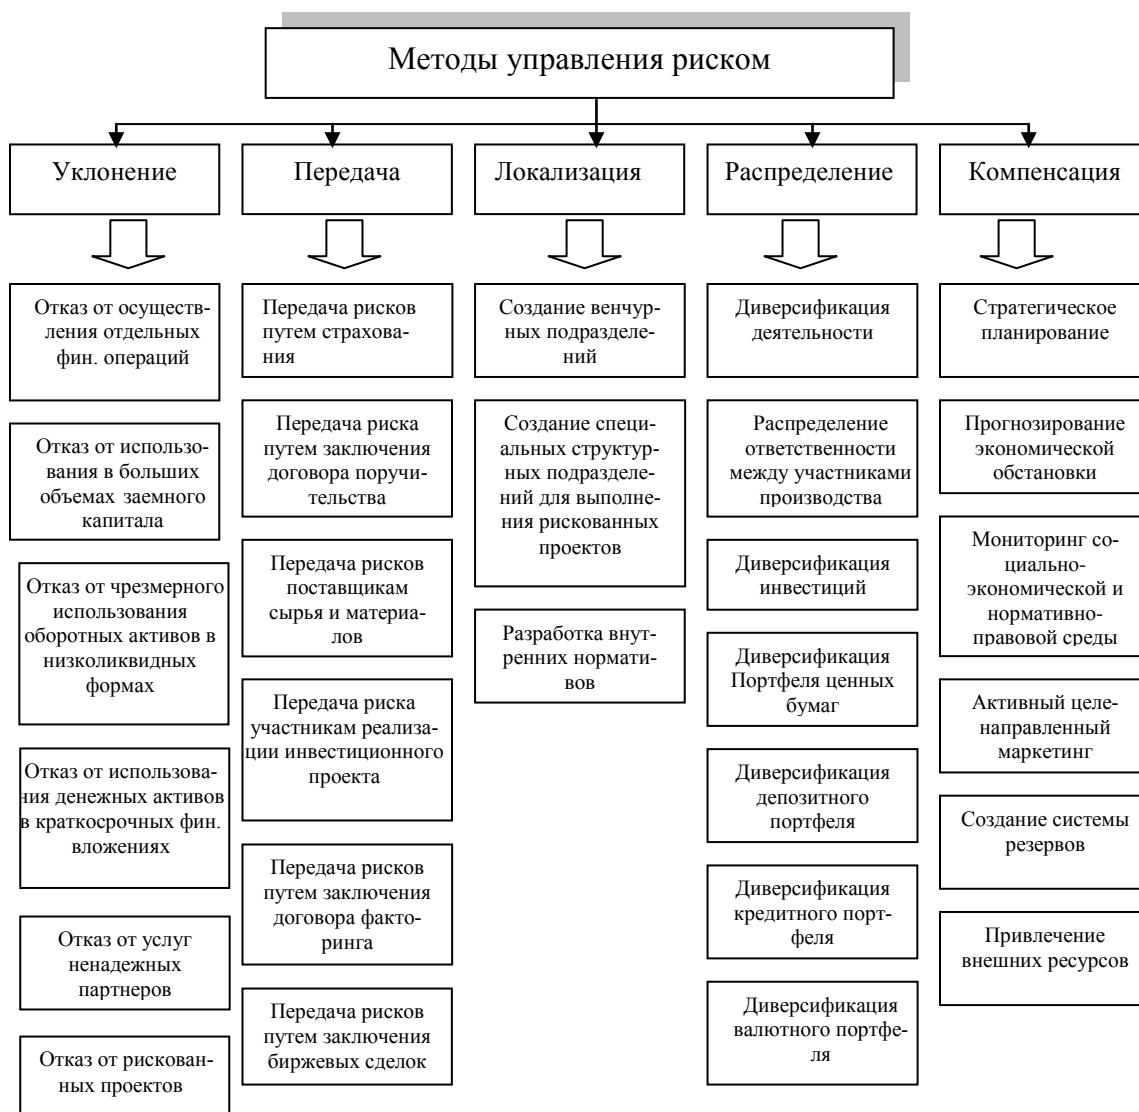 Методы управления риском
Уклонение
Передача
Локализация
Распределение
Компенсация
Отказ от осуществ-
ления отдельных
фин. операций
Отказ от использо-
вания в больших
объемах заемного
капитала
Отказ от чрезмерного
использования
оборотных активов в
низколиквидных
формах
Отказ от использова-
ния денежных активов
в краткосрочных фин.
вложениях
Отказ от услуг
ненадежных
партнеров
Отказ от рискован-
ных проектов
Передача рисков
путем страхова-
ния
Передача риска
путем заключения
договора поручи-
тельства
Передача рисков
поставщикам
сырья и материа-
лов
Передача риска
участникам реализа-
ции инвестиционного
проекта
Передача рисков
путем заключения
договора факто-
ринга
Передача рисков
путем заключения
биржевых сделок
Создание венчур-
ных подразделе-
ний
Создание специ-
альных структур-
ных подразделе-
ний для выполне-
ния рискованных
проектов
Разработка внут-
ренних нормати-
вов
Диверсификация
деятельности
Распределение
ответственности
между участниками
производства
Диверсификация
инвестиций
Диверсификация
Портфеля ценных
бумаг
Диверсификация
депозитного
портфеля
Диверсификация
кредитного порт-
феля
Диверсификация
валютного портфе-
ля
Стратегическое
планирование
Прогнозирование
экономической
обстановки
Мониторинг со-
циально-
экономической и
нормативно-
правовой среды
Активный целе-
направленный
маркетинг
Создание системы
резервов
Привлечение
внешних ресурсов